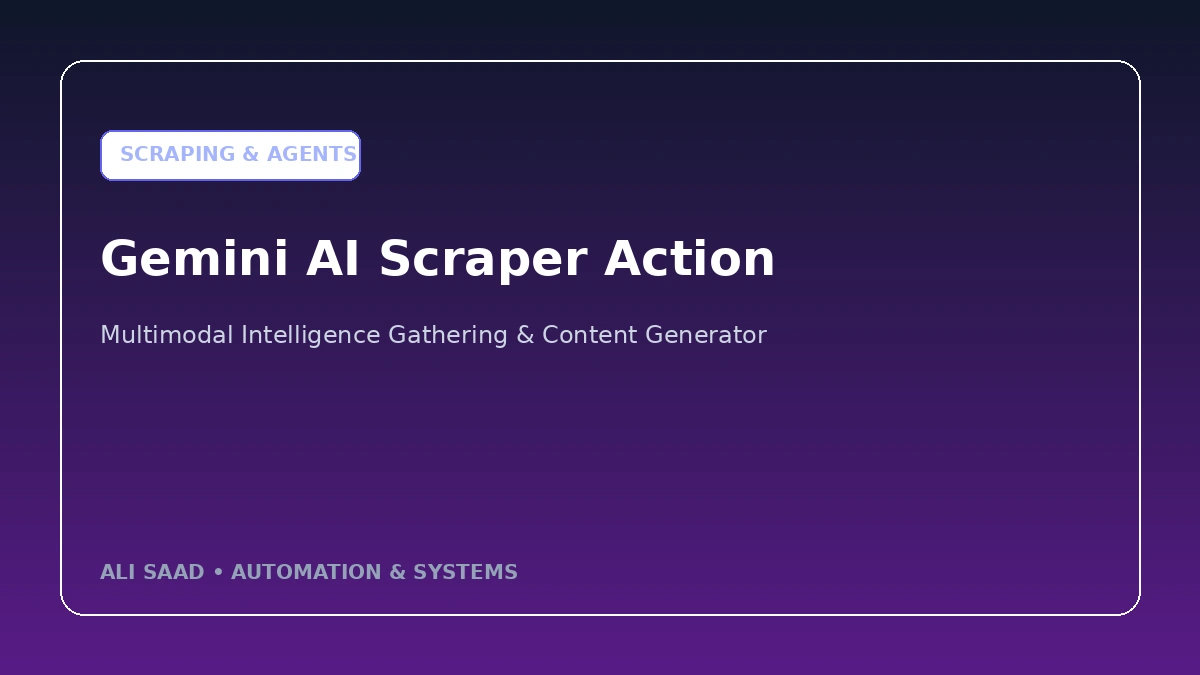 SCRAPING & AGENTS
Gemini AI Scraper Action
Multimodal Intelligence Gathering & Content Generator
ALI SAAD • AUTOMATION & SYSTEMS